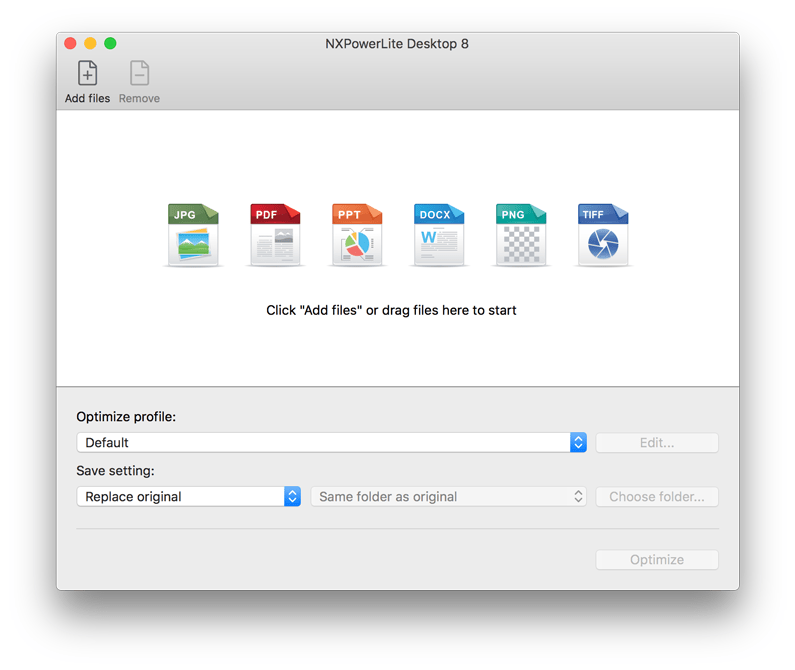 NXPowerLite Desktop 8
Add files
Remove
JPG
PDF
PPT
DOCX
PNG
TIFF
W
Click "Add files" or drag files here to start
Optimize profile:
Default
Edit...
Save setting:
Replace original
Same folder as original
Choose folder...
Optimize